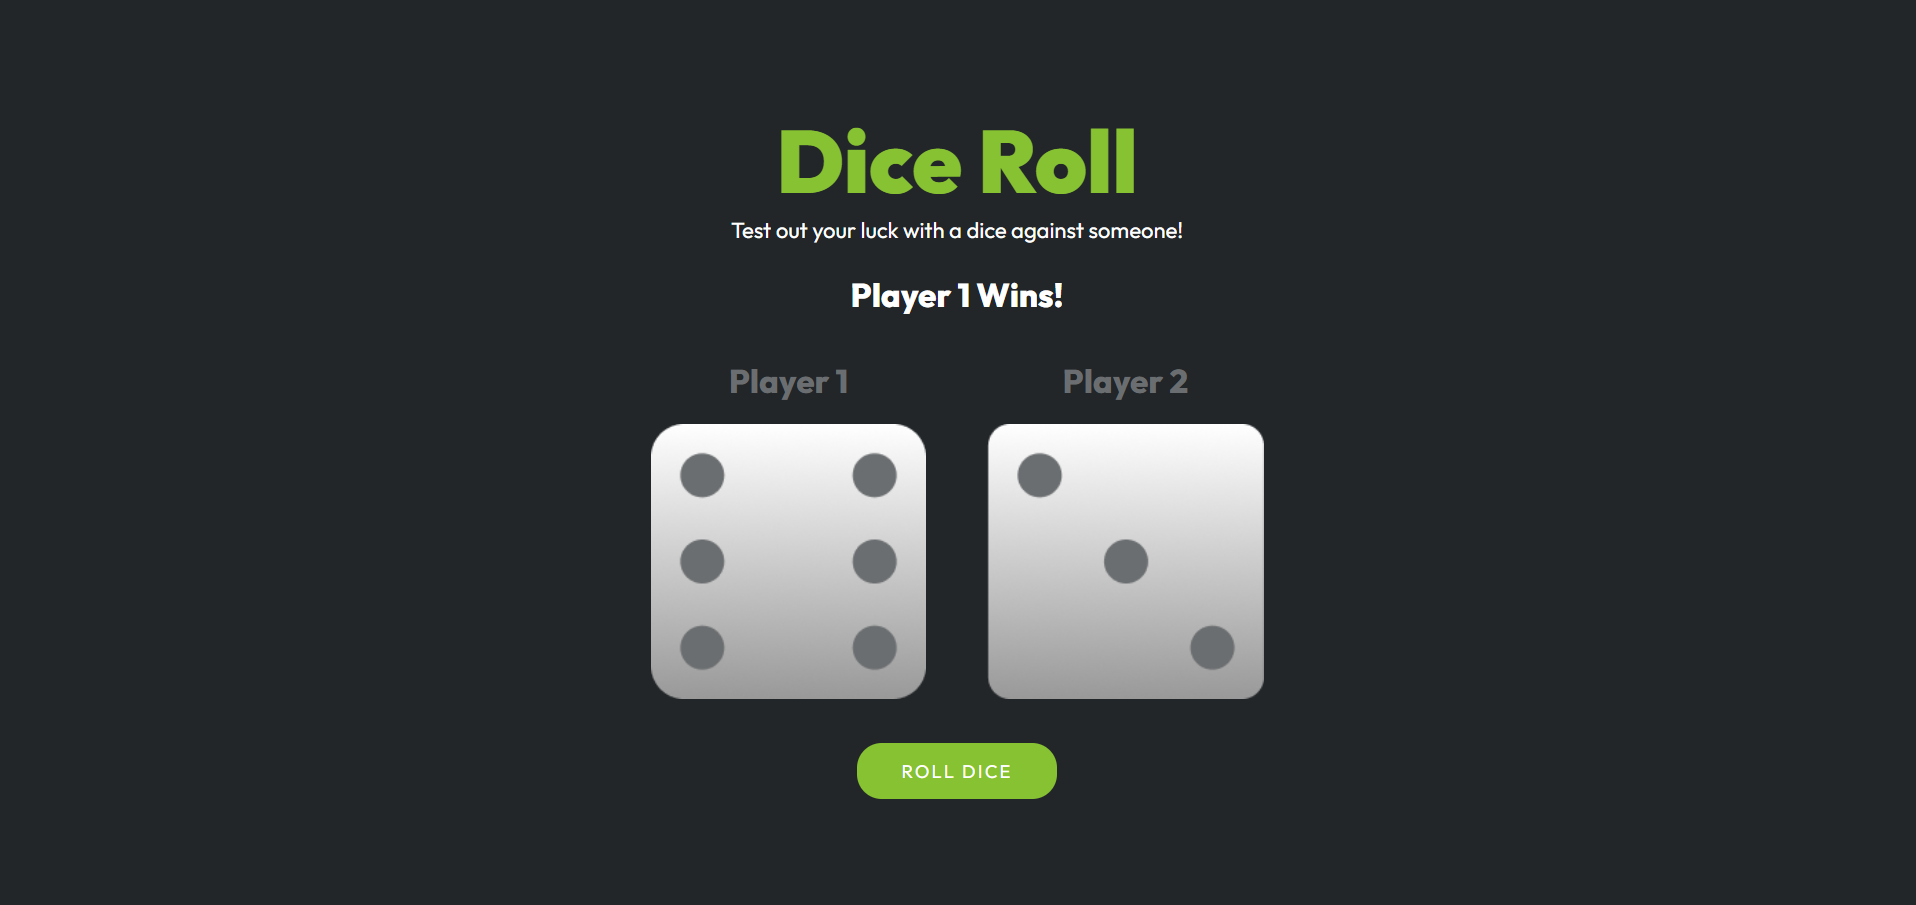 Dice Roll
Test out your luck with a dice against someone!
Player 1 Wins!
Player 1
Player 2
ROLL DICE